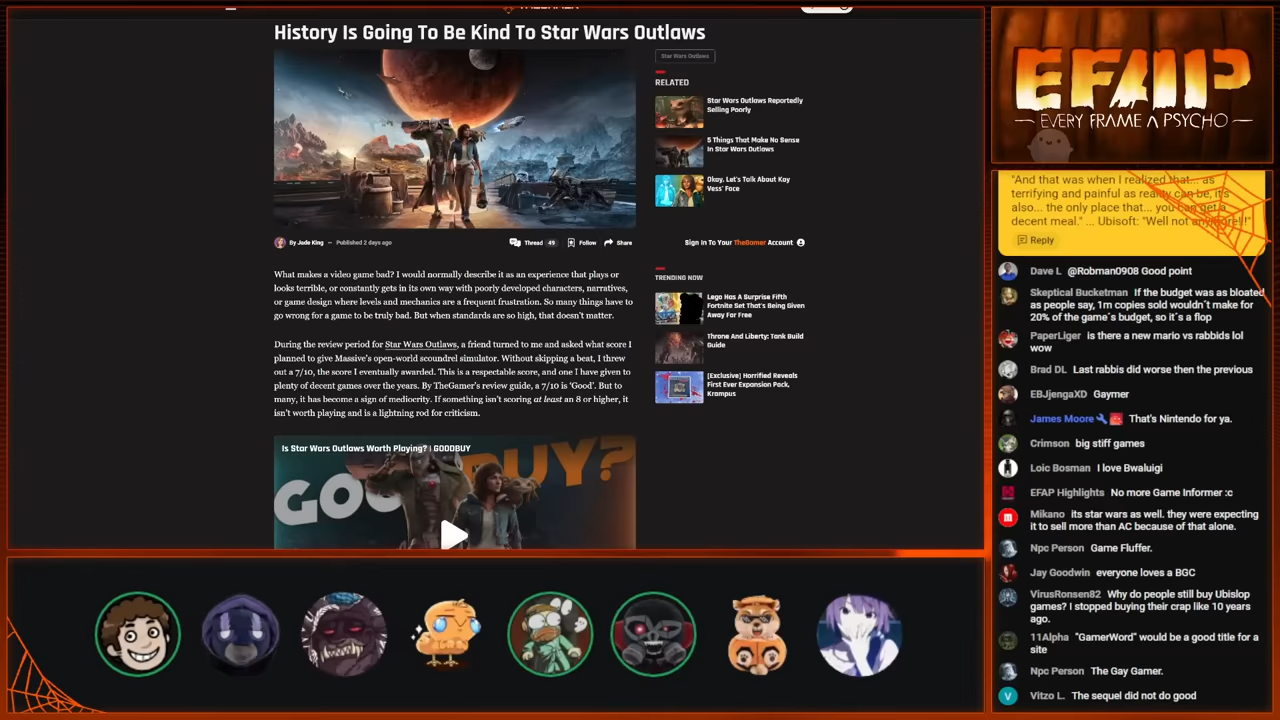 History Is Going To Be Kind To Star Wars Outlaws
By Jade King — Published 2 days ago
Thread 49
Follow
Share
What makes a video game bad? I would normally describe it as an experience that plays or
looks terrible, or constantly gets in its own way with poorly developed characters, narratives,
or game design where levels and mechanics are a frequent frustration. So many things have to
go wrong for a game to be truly bad. But when standards are so high, that doesn't matter.
During the review period for Star Wars Outlaws, a friend turned to me and asked what score I
planned to give Massive's open-world scoundrel simulator. Without skipping a beat, I threw
out a 7/10, the score I eventually awarded. This is a respectable score, and one I have given to
plenty of decent games over the years. By TheGamer's review guide, a 7/10 is 'Good'. But to
many, it has become a sign of mediocrity. If something isn't scoring at least an 8 or higher, it
isn't worth playing and is a lightning rod for criticism.
Is Star Wars Outlaws Worth Playing? | GOODBUY
GOO
BUY?
Star Wars Outlaws
RELATED
Star Wars Outlaws Reportedly
Selling Poorly
5 Things That Make No Sense
In Star Wars Outlaws
Okay, Let's Talk About Kay
Vess' Face
Sign In To Your TheGamer Account
TRENDING NOW
Lego Has A Surprise Fifth
Fortnite Set That's Being Given
Away For Free
Throne And Liberty: Tank Build
Guide
[Exclusive] Horrified Reveals
First Ever Expansion Pack,
Krampus
EFAP
EVERY FRAME A PSYCHO
"And that was when I realized that... as
terrifying and painful as reality can be, it's
also... the only place that... you can get a
decent meal." ... Ubisoft: "Well not anymore!!"
Reply
Dave L @Robman0908 Good point
Skeptical Bucketman If the budget was as bloated
as people say, 1m copies sold wouldn´t make for
20% of the game´s budget, so it´s a flop
PaperLiger is there a new mario vs rabbids lol
wow
Brad DL Last rabbis did worse then the previous
EBJjengaXD Gaymer
James Moore That's Nintendo for ya.
Crimson big stiff games
Loic Bosman I love Bwaluigi
EFAP Highlights No more Game Informer :c
Mikano its star wars as well. they were expecting
it to sell more than AC because of that alone.
Npc Person Game Fluffer.
Jay Goodwin everyone loves a BGC
VirusRonsen82 Why do people still buy Ubislop
games? I stopped buying their crap like 10 years
ago.
11Alpha "GamerWord" would be a good title for a
site
Npc Person The Gay Gamer.
Vitzo L. The sequel did not do good